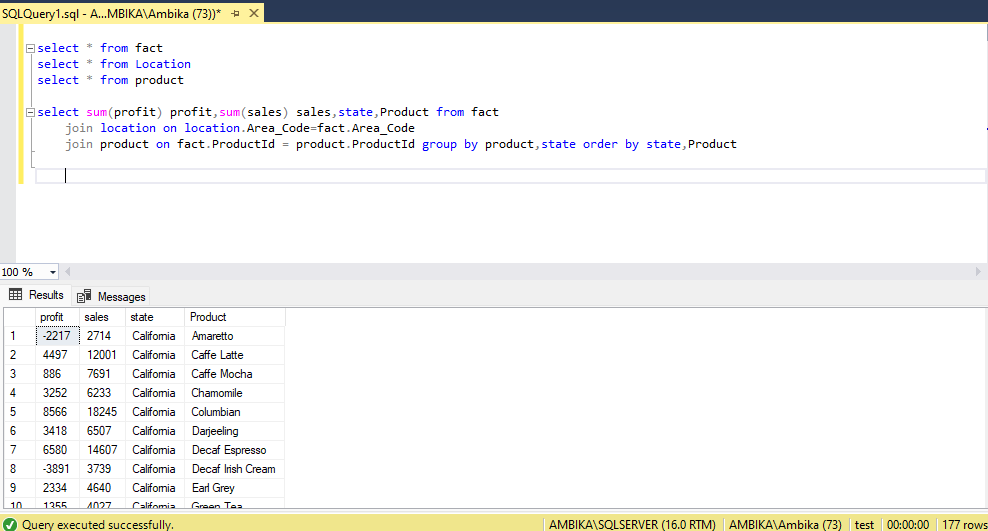 SQLQuery1.sql - A...MBIKA\Ambika (73))*
select * from fact
select * from Location
select * from product
select sum(profit) profit,sum(sales) sales,state,Product from fact
join location on location.Area_Code=fact.Area_Code
join product on fact.ProductId = product.ProductId group by product,state order by state,Product
100 %
Results Messages
profit sales state Product
1 -2217 2714 California Amaretto
2 4497 12001 California Caffe Latte
3 886 7691 California Caffe Mocha
4 3252 6233 California Chamomile
5 8566 18245 California Columbian
6 3418 6507 California Darjeeling
7 6580 14607 California Decaf Espresso
8 -3891 3739 California Decaf Irish Cream
9 2334 4640 California Earl Grey
10 1355 4027 California Green Tea
Query executed successfully. AMBIKA\SQLSERVER (16.0 RTM) AMBIKA\Ambika (73) test 00:00:00 177 rows